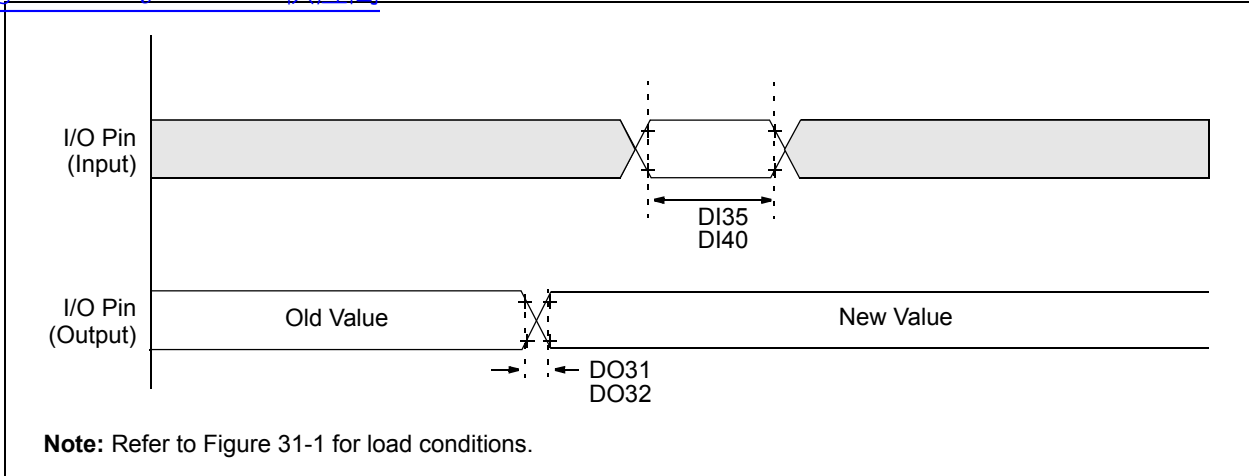 I/O Pin
(Input)
DI35
DI40
I/O Pin
(Output)
Old Value
New Value
DO31
DO32
Note: Refer to Figure 31-1 for load conditions.